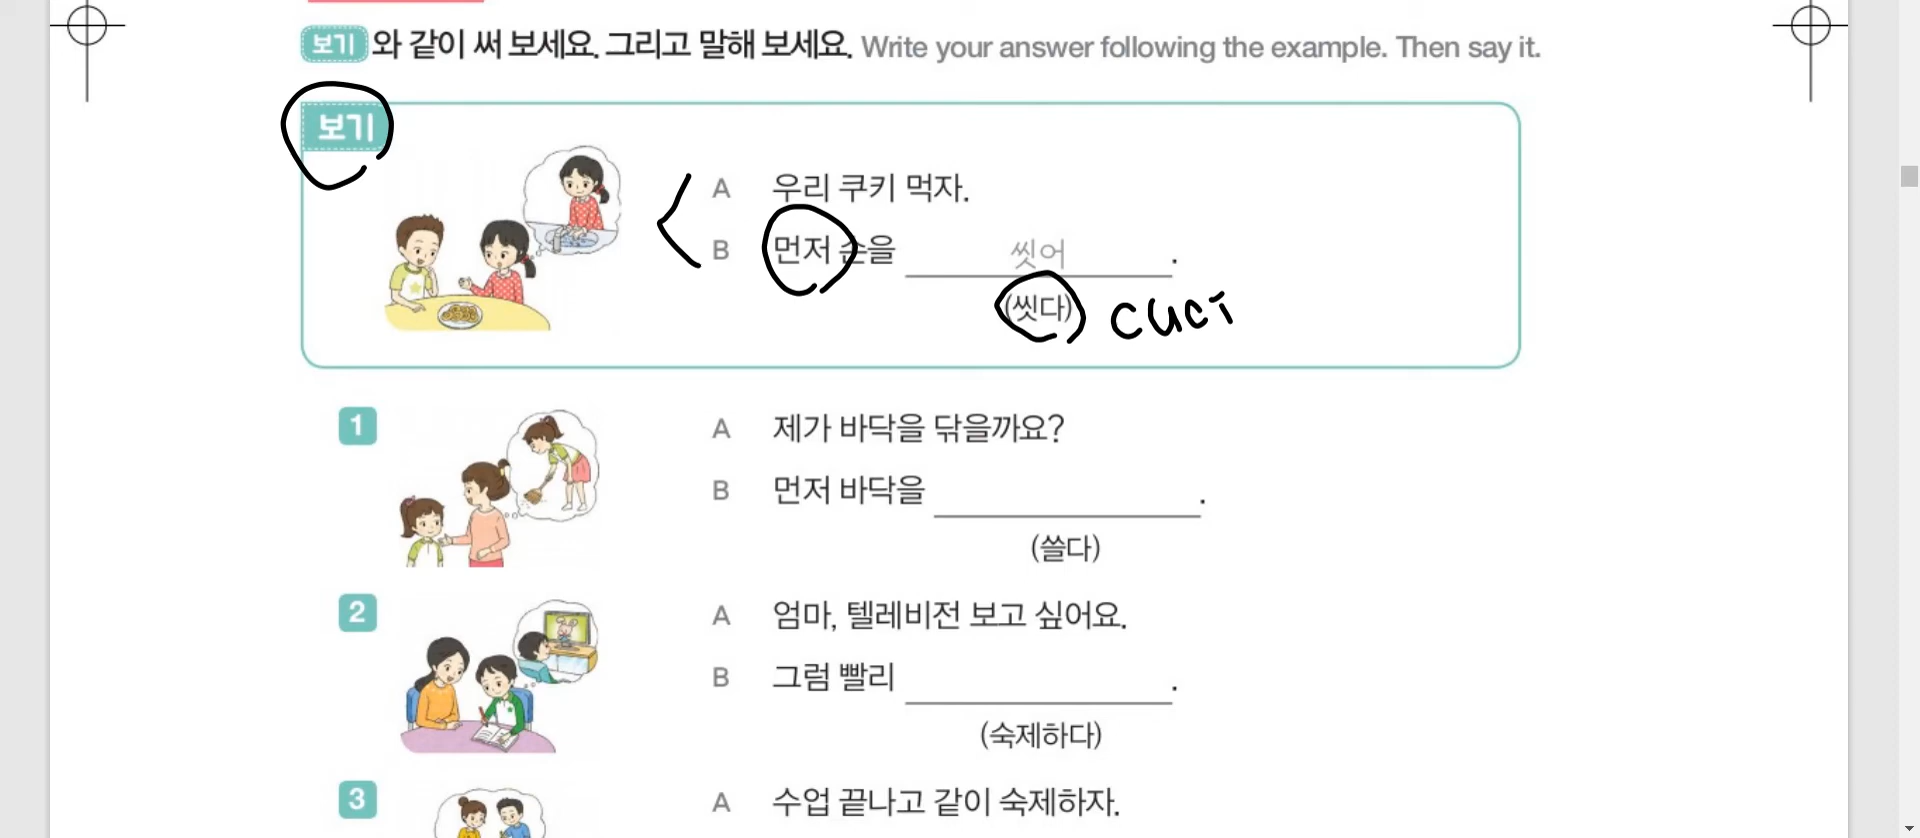 보기 와 같이 써 보세요. 그리고 말해 보세요. Write your answer following the example. Then say it.
보기
A 우리 쿠키 먹자.
B 먼저 손을 씻어 .
(씻다) cuci
1
A 제가 바닥을 닦을까요?
B 먼저 바닥을 .
(쓸다)
2
A 엄마, 텔레비전 보고 싶어요.
B 그럼 빨리 .
(숙제하다)
3
A 수업 끝나고 같이 숙제하자.